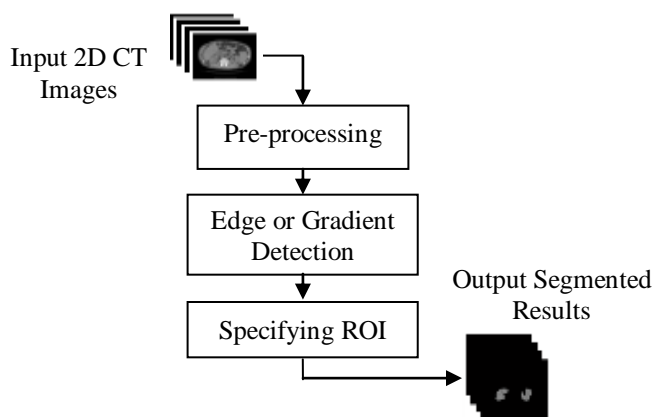 Input 2D CT
Images
Pre-processing
Edge or Gradient
Detection
Output Segmented
Results
Specifying ROI